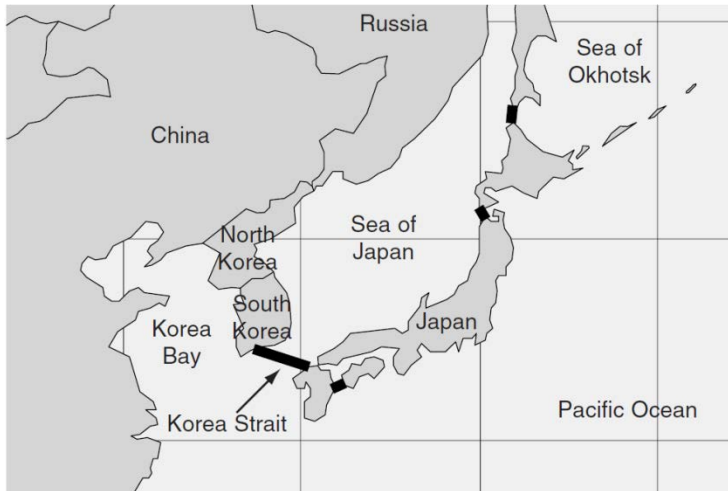 Russia
Sea of
Okhotsk
China
North
Korea
Sea of
Japan
South
Korea
Japan
Korea
Bay
Korea Strait
Pacific Ocean